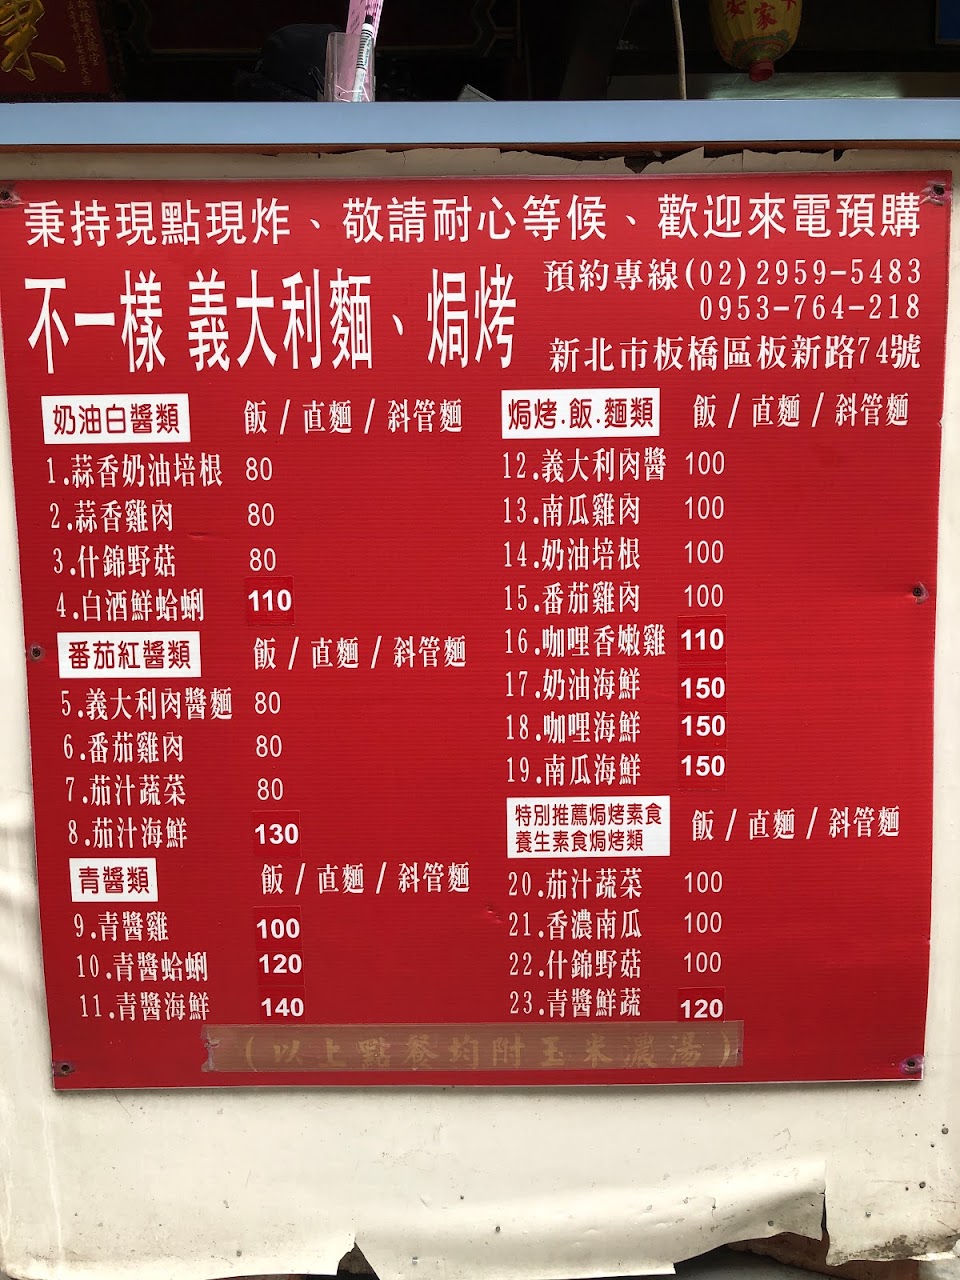 秉持現點現炸、敬請耐心等候、歡迎來電預購
不一樣 義大利麵、焗烤
預約專線(02)2959-5483
0953-764-218
新北市板橋區板新路74號
奶油白醬類 飯/直麵/斜管麵
1.蒜香奶油培根 80
2.蒜香雞肉 80
3.什錦野菇 80
4.白酒鮮蛤蜊 110
番茄紅醬類 飯/直麵/斜管麵
5.義大利肉醬麵 80
6.番茄雞肉 80
7.茄汁蔬菜 80
8.茄汁海鮮 130
青醬類 飯/直麵/斜管麵
9.青醬雞 100
10.青醬蛤蜊 120
11.青醬海鮮 140
焗烤.飯.麵類 飯/直麵/斜管麵
12.義大利肉醬 100
13.南瓜雞肉 100
14.奶油培根 100
15.番茄雞肉 100
16.咖哩香嫩雞 110
17.奶油海鮮 150
18.咖哩海鮮 150
19.南瓜海鮮 150
特別推薦焗烤素食
養生素食焗烤類 飯/直麵/斜管麵
20.茄汁蔬菜 100
21.香濃南瓜 100
22.什錦野菇 100
23.青醬鮮蔬 120
(以上點餐均附玉米濃湯)